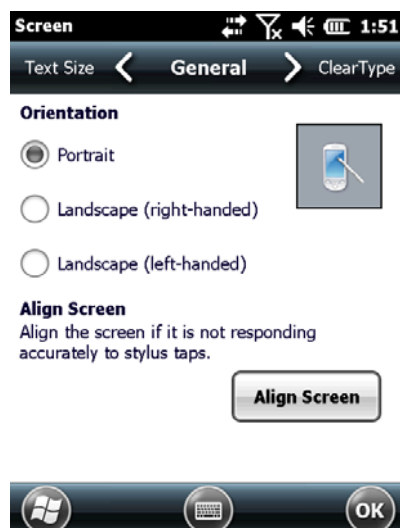 Screen 1:51
Text Size General ClearType
Orientation
Portrait
Landscape (right-handed)
Landscape (left-handed)
Align Screen
Align the screen if it is not responding
accurately to stylus taps.
Align Screen
OK